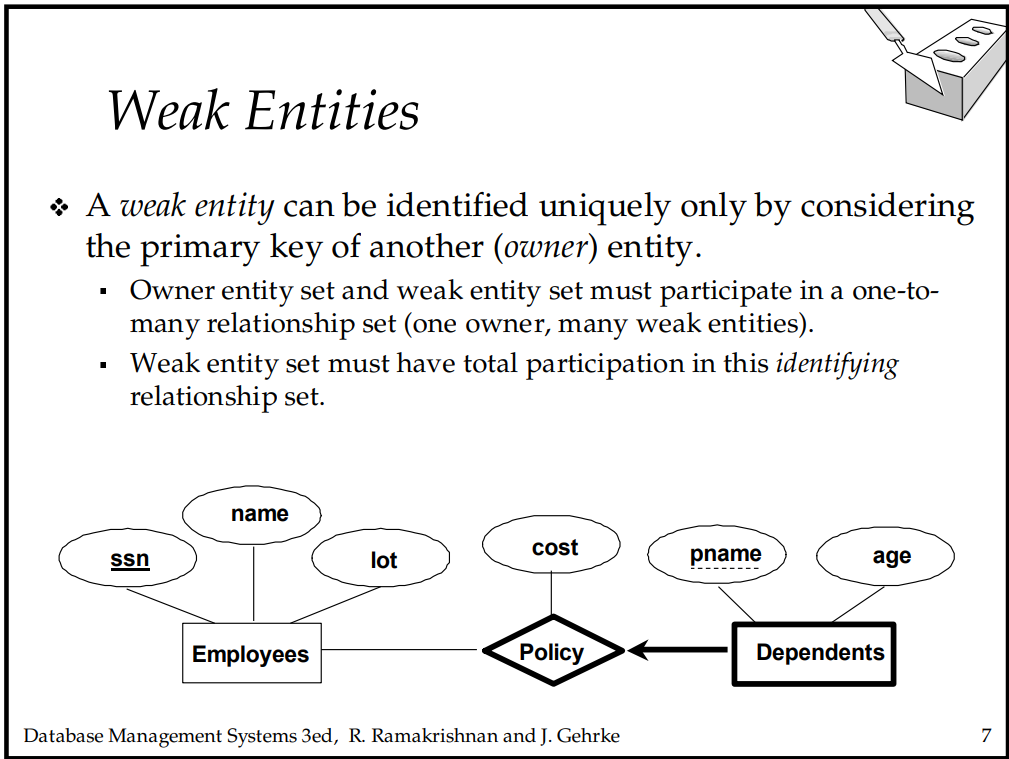 Weak Entities
❖ A weak entity can be identified uniquely only by considering
the primary key of another (owner) entity.
▪ Owner entity set and weak entity set must participate in a one-to-
many relationship set (one owner, many weak entities).
▪ Weak entity set must have total participation in this identifying
relationship set.
name
ssn
lot
cost
pname
age
Employees
Policy
Dependents
Database Management Systems 3ed, R. Ramakrishnan and J. Gehrke
7